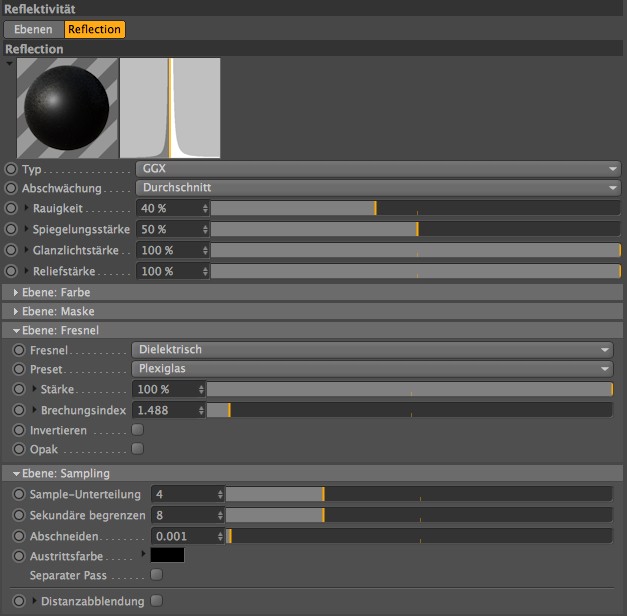 Reflektivität
Ebenen Reflection
Reflection
Typ GGX
Abschwächung Durchschnitt
Rauigkeit 40 %
Spiegelungsstärke 50 %
Glanzlichtstärke 100 %
Reliefstärke 100 %
Ebene: Farbe
Ebene: Maske
Ebene: Fresnel
Fresnel Dielektrisch
Preset Plexiglas
Stärke 100 %
Brechungsindex 1.488
Invertieren
Opak
Ebene: Sampling
Sample-Unterteilung 4
Sekundäre begrenzen 8
Abschneiden 0.001
Austrittsfarbe
Separater Pass
Distanzabblendung